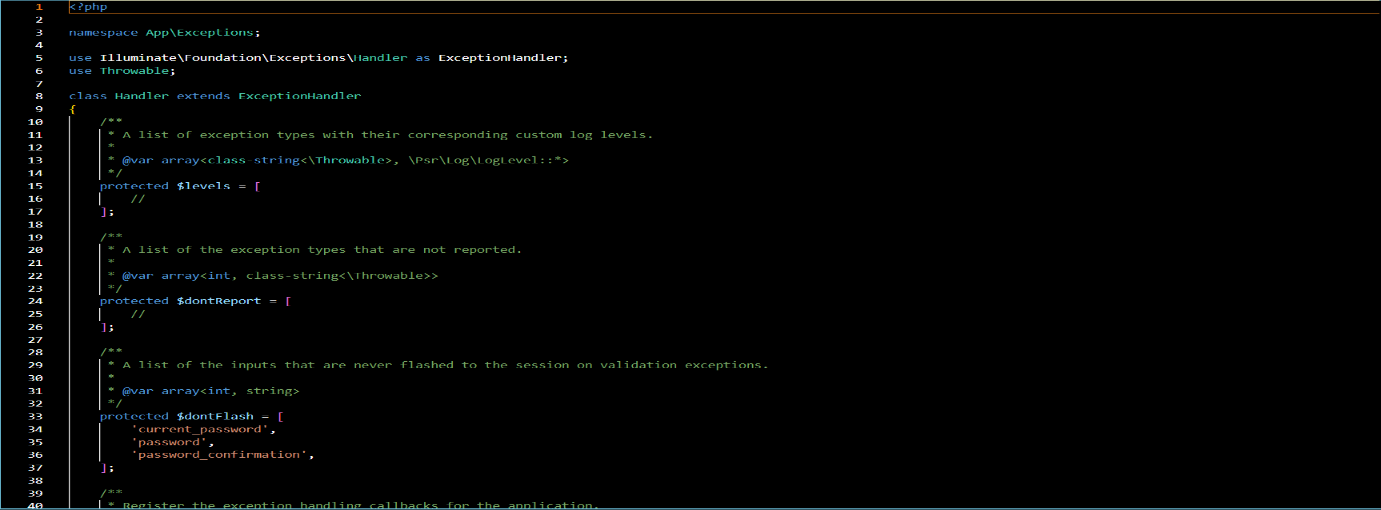 1 <?php
2
3 namespace App\Exceptions;
4
5 use Illuminate\Foundation\Exceptions\Handler as ExceptionHandler;
6 use Throwable;
7
8 class Handler extends ExceptionHandler
9 {
10 /**
11 * A list of exception types with their corresponding custom log levels.
12 *
13 * @var array<class-string<\Throwable>, \Psr\Log\LogLevel::*>
14 */
15 protected $levels = [
16 //
17 ];
18
19 /**
20 * A list of the exception types that are not reported.
21 *
22 * @var array<int, class-string<\Throwable>>
23 */
24 protected $dontReport = [
25 //
26 ];
27
28 /**
29 * A list of the inputs that are never flashed to the session on validation exceptions.
30 *
31 * @var array<int, string>
32 */
33 protected $dontFlash = [
34 'current_password',
35 'password',
36 'password_confirmation',
37 ];
38
39 /**
40 * Register the exception handling callbacks for the application.